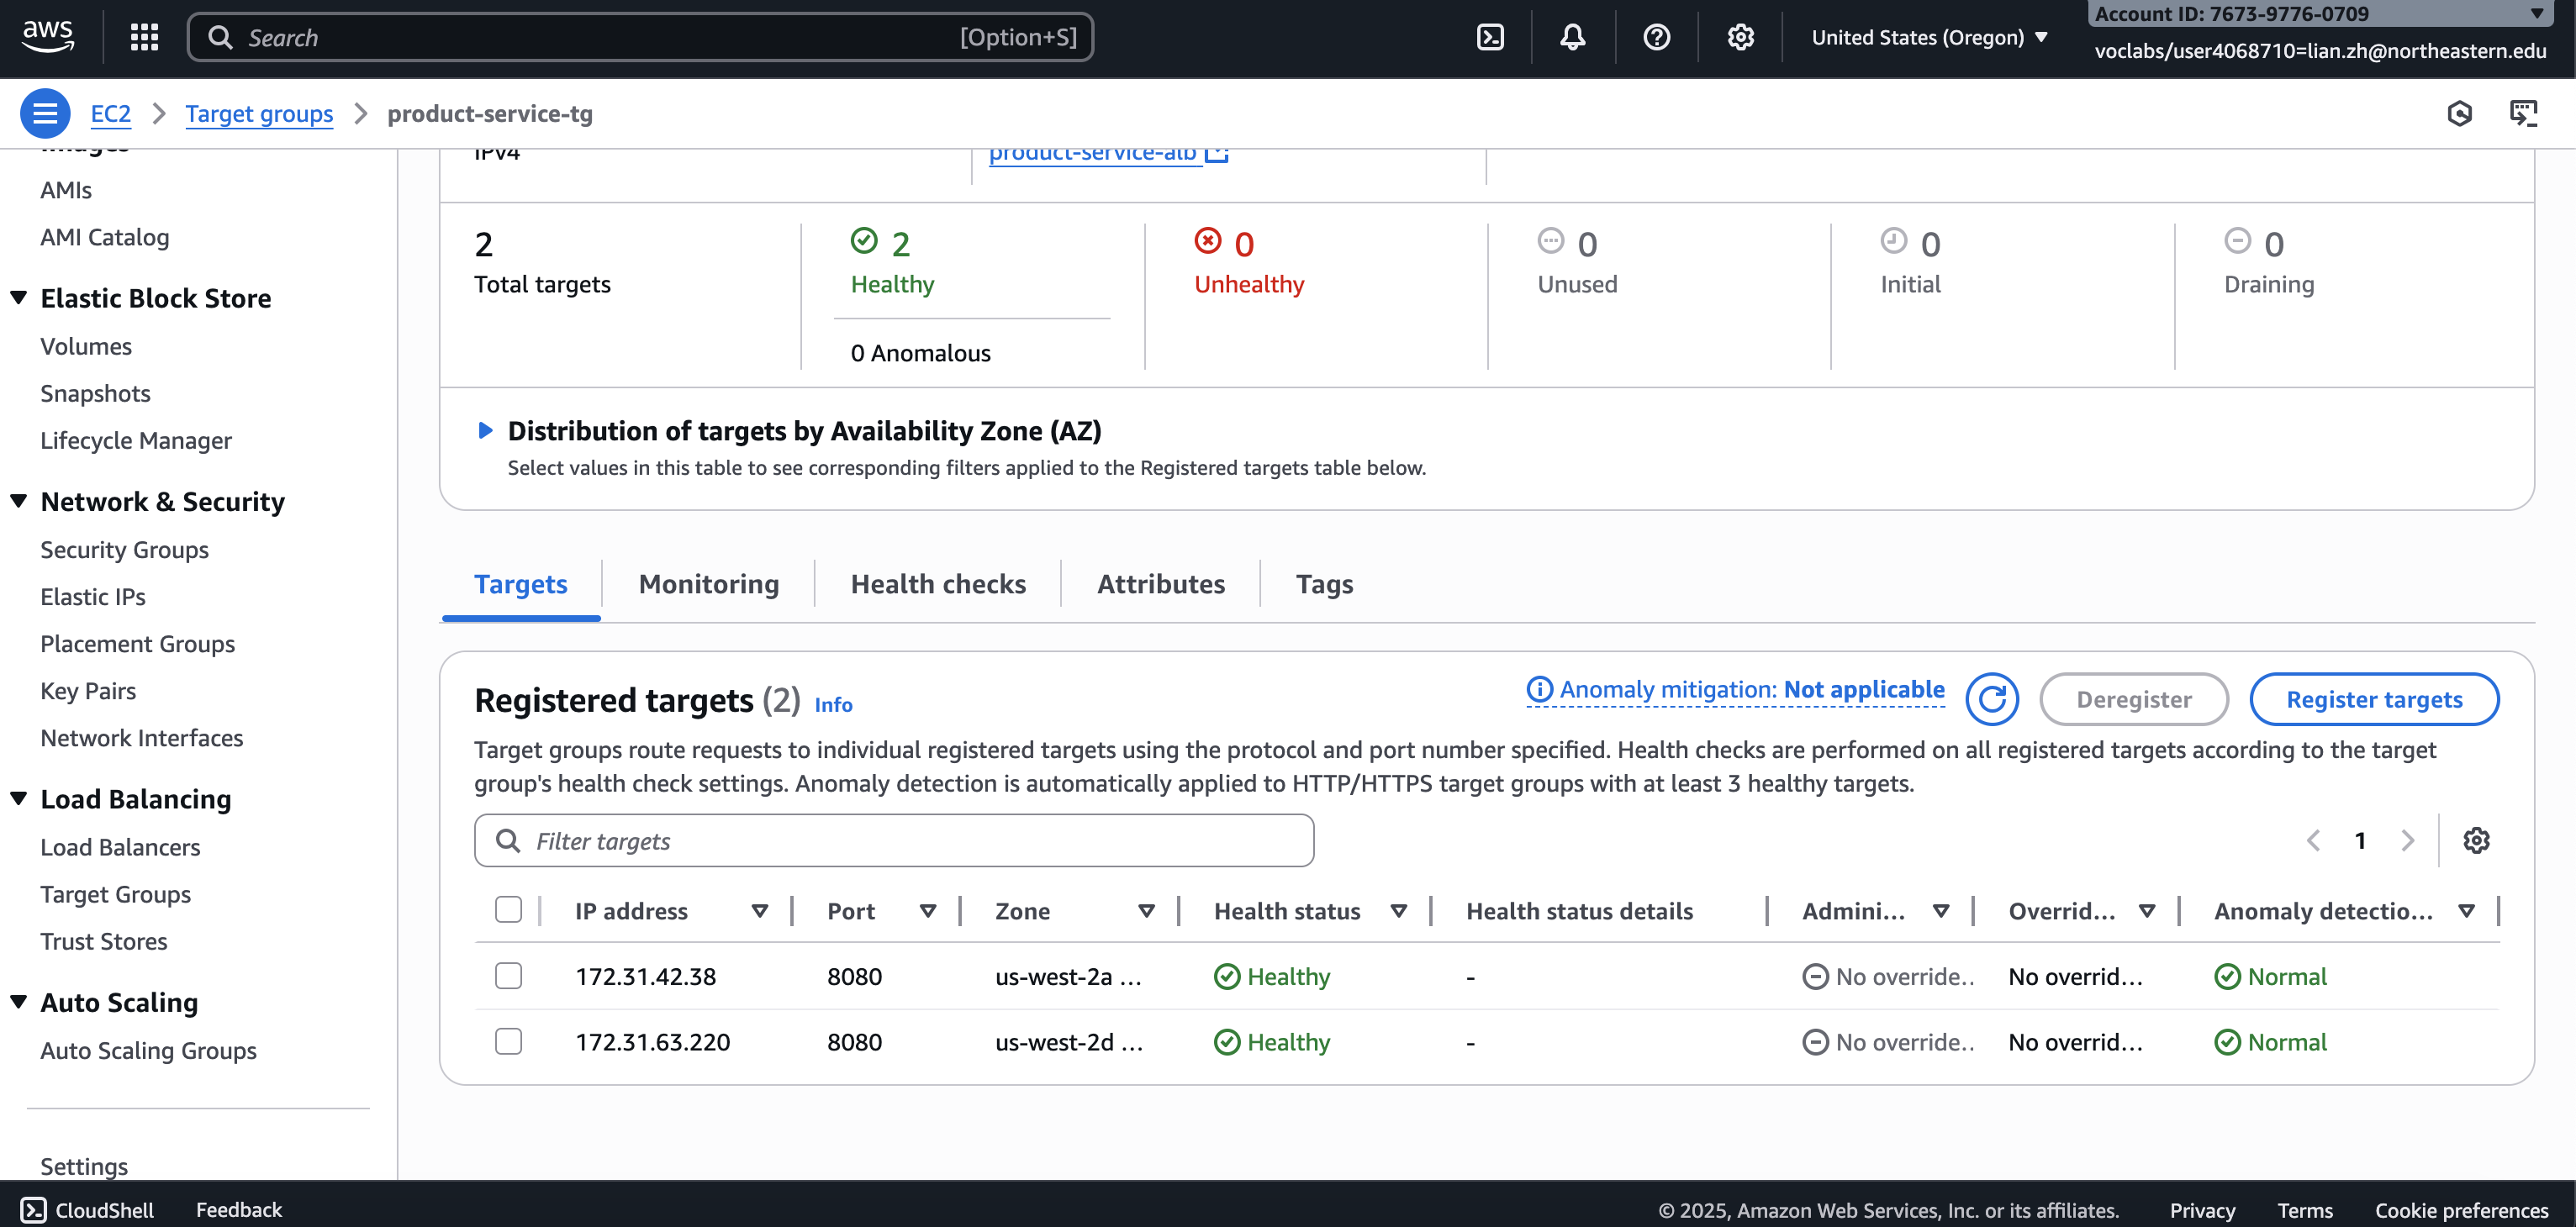 aws
Search [Option+S]
United States (Oregon)
Account ID: 7673-9776-0709
voclabs/user4068710=lian.zh@northeastern.edu
EC2 Target groups product-service-tg
Images
AMIs
AMI Catalog
Elastic Block Store
Volumes
Snapshots
Lifecycle Manager
Network & Security
Security Groups
Elastic IPs
Placement Groups
Key Pairs
Network Interfaces
Load Balancing
Load Balancers
Target Groups
Trust Stores
Auto Scaling
Auto Scaling Groups
Settings
IPv4 product-service-alb
2 2 0 0 0 0
Total targets Healthy Unhealthy Unused Initial Draining
0 Anomalous
Distribution of targets by Availability Zone (AZ)
Select values in this table to see corresponding filters applied to the Registered targets table below.
Targets Monitoring Health checks Attributes Tags
Registered targets (2) Info Anomaly mitigation: Not applicable Deregister Register targets
Target groups route requests to individual registered targets using the protocol and port number specified. Health checks are performed on all registered targets according to the target
group's health check settings. Anomaly detection is automatically applied to HTTP/HTTPS target groups with at least 3 healthy targets.
Filter targets 1
IP address Port Zone Health status Health status details Admini... Overrid... Anomaly detectio...
172.31.42.38 8080 us-west-2a ... Healthy - No override.. No overrid... Normal
172.31.63.220 8080 us-west-2d ... Healthy - No override.. No overrid... Normal
CloudShell Feedback © 2025, Amazon Web Services, Inc. or its affiliates. Privacy Terms Cookie preferences